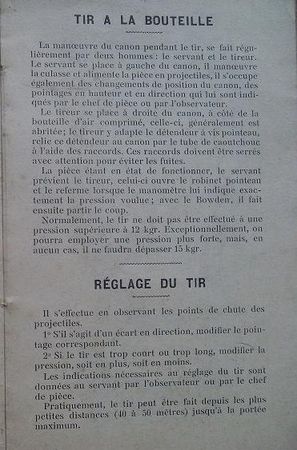 TIR A LA BOUTEILLE
La manœuvre du canon pendant le tir, se fait régu-
lièrement par deux hommes : le servant et le tireur.
Le servant se place à gauche du canon, il manœuvre
la culasse et alimente la pièce en projectiles, il s'occupe
également des changements de position du canon, des
pointages en hauteur et en direction qui lui sont indi-
qués par le chef de pièce ou par l'observateur.
Le tireur se place à droite du canon, à côté de la
bouteille d'air comprimé, celle-ci, généralement est
abritée; le tireur y adapte le détendeur à vis pointeau,
relie ce détendeur au canon par le tube de caoutchouc
à l'aide des raccords. Ces raccords doivent être serrés
avec attention pour éviter les fuites.
La pièce étant en état de fonctionner, le servant
prévient le tireur, celui-ci ouvre le robinet pointeau
et le referme lorsque le manomètre lui indique exac-
tement la pression voulue; avec le Bowden, il fait
ensuite partir le coup.
Normalement, le tir ne doit pas être effectué à une
pression supérieure à 12 kgr. Exceptionnellement, on
pourra employer une pression plus forte, mais, en
aucun cas, il ne faudra dépasser 15 kgr.
RÉGLAGE DU TIR
Il s'effectue en observant les points de chute des
projectiles.
1º S'il s'agit d'un écart en direction, modifier le poin-
tage correspondant.
2º Si le tir est trop court ou trop long, modifier la
pression, soit en plus, soit en moins.
Les indications nécessaires au réglage du tir sont
données au servant par l'observateur ou par le chef
de pièce.
Pratiquement, le tir peut être fait depuis les plus
petites distances (40 à 50 mètres) jusqu'à la portée
maximum.